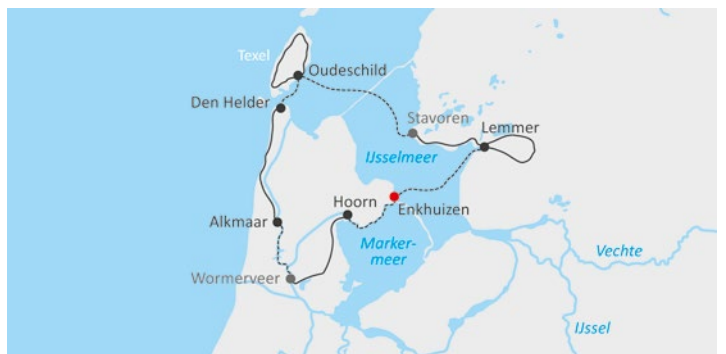 Texel
Oudeschild
Den Helder
Stavoren
Lemmer
IJsselmeer
Hoorn
Enkhuizen
Alkmaar
Marker-
meer
Vechte
Wormerveer
IJssel